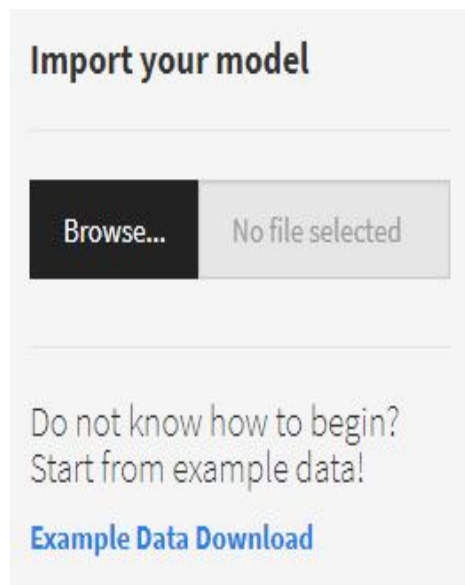 Import your model
Browse... No file selected
Do not know how to begin?
Start from example data!
Example Data Download